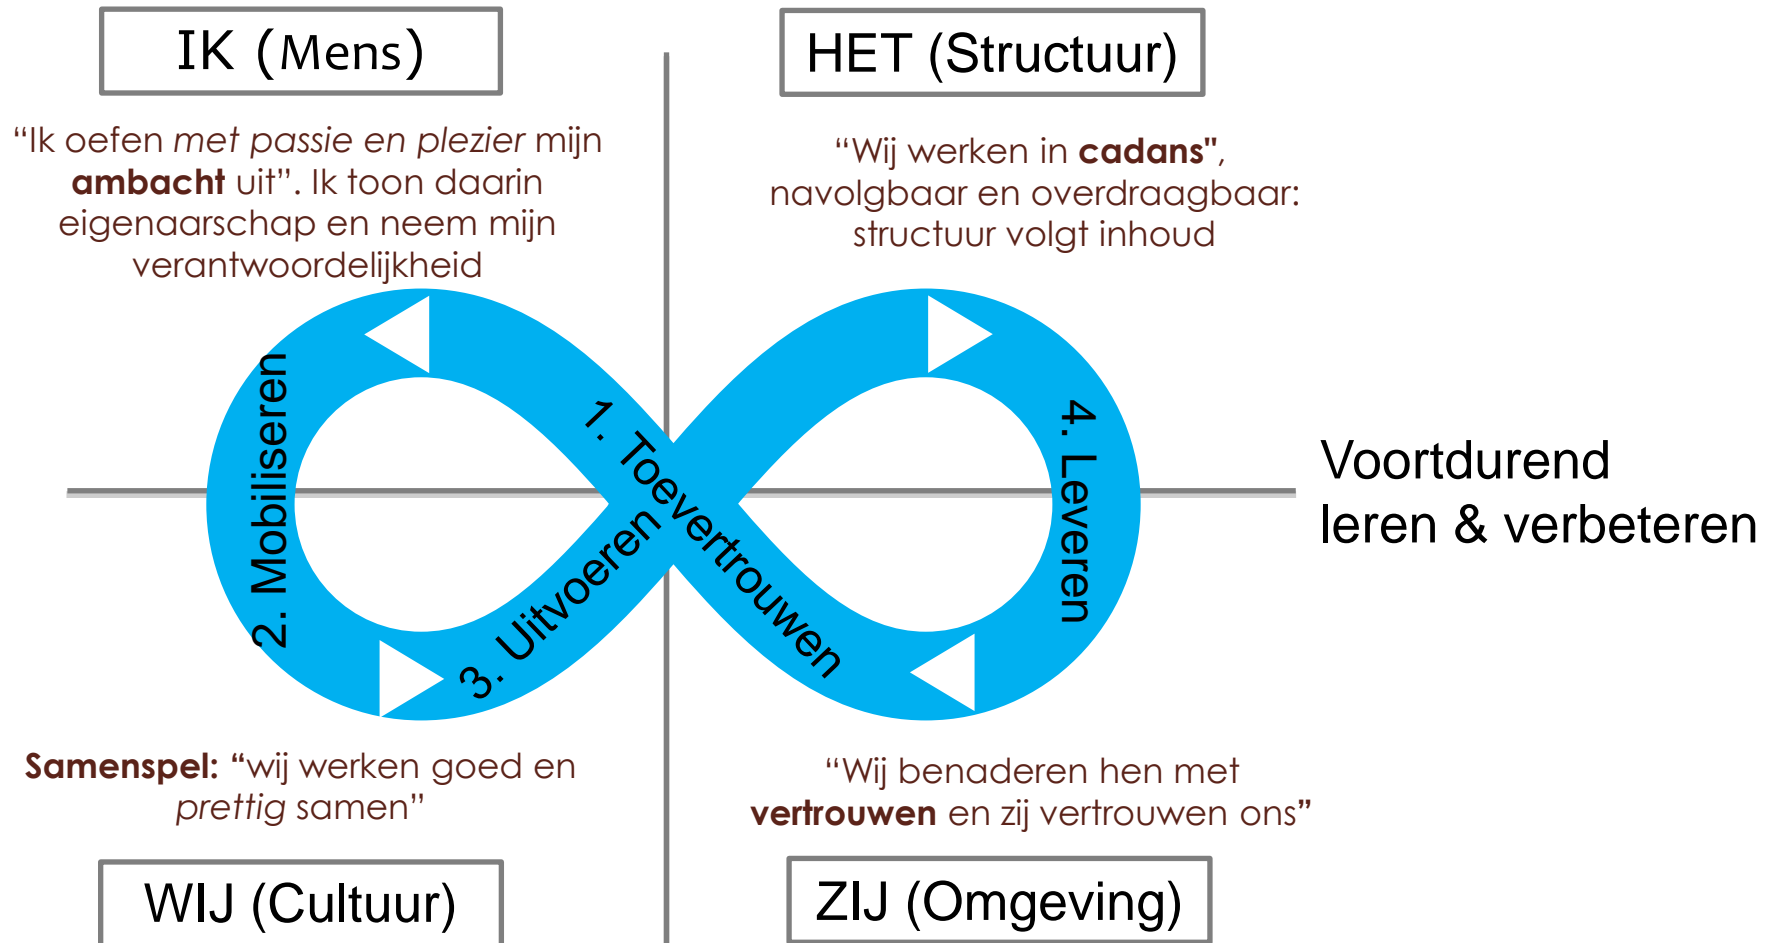 IK (Mens)
HET (Structuur)
“Ik oefen met passie en plezier mijn
ambacht uit”. Ik toon daarin
eigenaarschap en neem mijn
verantwoordelijkheid
“Wij werken in cadans",
navolgbaar en overdraagbaar:
structuur volgt inhoud
1. Toevertrouwen
2. Mobiliseren
3. Uitvoeren
4. Leveren
Voortdurend
leren & verbeteren
Samenspel: “wij werken goed en
prettig samen”
“Wij benaderen hen met
vertrouwen en zij vertrouwen ons”
WIJ (Cultuur)
ZIJ (Omgeving)